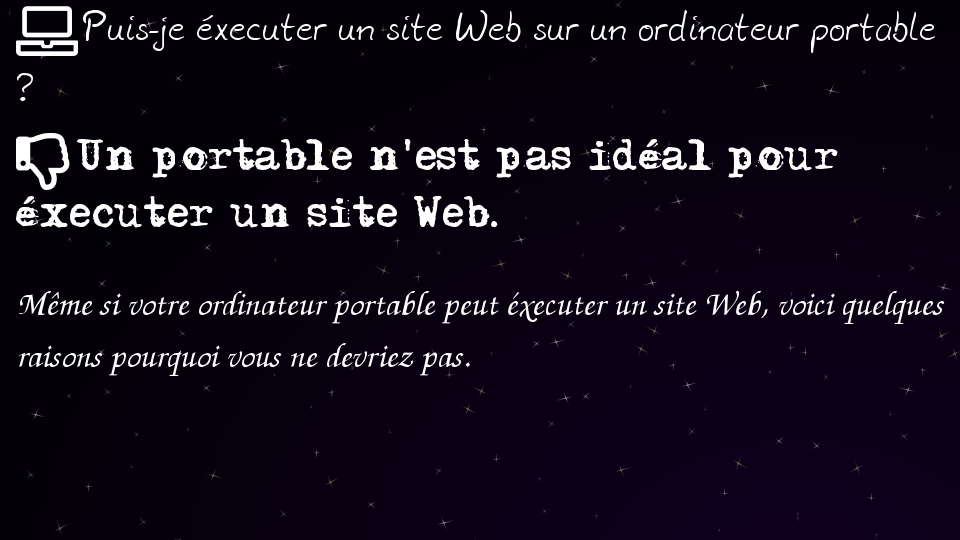 Puis-je éxecuter un site Web sur un ordinateur portable
?
Un portable n'est pas idéal pour
éxecuter un site Web.
Même si votre ordinateur portable peut éxecuter un site Web, voici quelques
raisons pourquoi vous ne devriez pas.